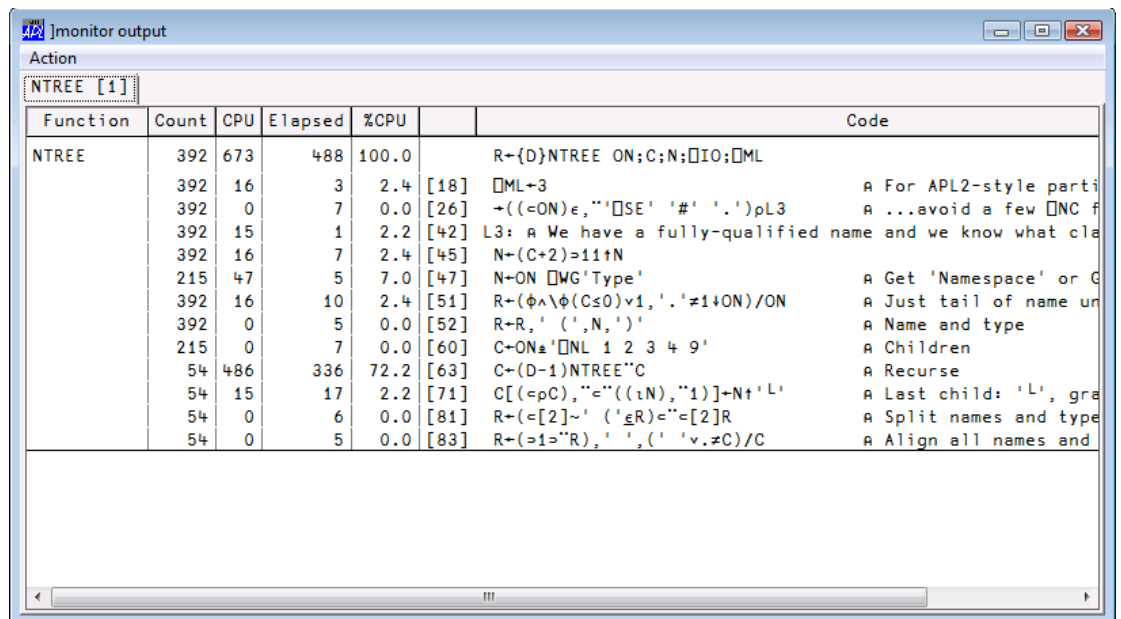 ]monitor output
Action
NTREE [1]
Function Count CPU Elapsed %CPU Code
NTREE 392 673 488 100.0 R←{D}NTREE ON;C;N;⎕IO;⎕ML
392 16 3 2.4 [18] ⎕ML←3 ⍝ For APL2-style parti
392 0 7 0.0 [26] →((⊂ON)∊,¨'⎕SE' '#' '.')⍴L3 ⍝ ...avoid a few ⎕NC f
392 15 1 2.2 [42] L3: ⍝ We have a fully-qualified name and we know what cla
392 16 7 2.4 [45] N←(C+2)⊃11↑N
215 47 5 7.0 [47] N←ON ⎕WG'Type' ⍝ Get 'Namespace' or G
392 16 10 2.4 [51] R←(⌽∧\⌽(C≤0)∨1,'.'≠1↓ON)/ON ⍝ Just tail of name un
392 0 5 0.0 [52] R←R,' (',N,')' ⍝ Name and type
215 0 7 0.0 [60] C←ON⍎'⎕NL 1 2 3 4 9' ⍝ Children
54 486 336 72.2 [63] C←(D-1)NTREE¨C ⍝ Recurse
54 15 17 2.2 [71] C[(⊂⍴C),¨⊂¨((⍳N),¨1)]←N↑'└' ⍝ Last child: '└', gra
54 0 6 0.0 [81] R←(⊂[2]~' ('⍷R)⊂¨⊂[2]R ⍝ Split names and type
54 0 5 0.0 [83] R←(⊃1⊃¨R),' ',(' '∨.≠C)/C ⍝ Align all names and